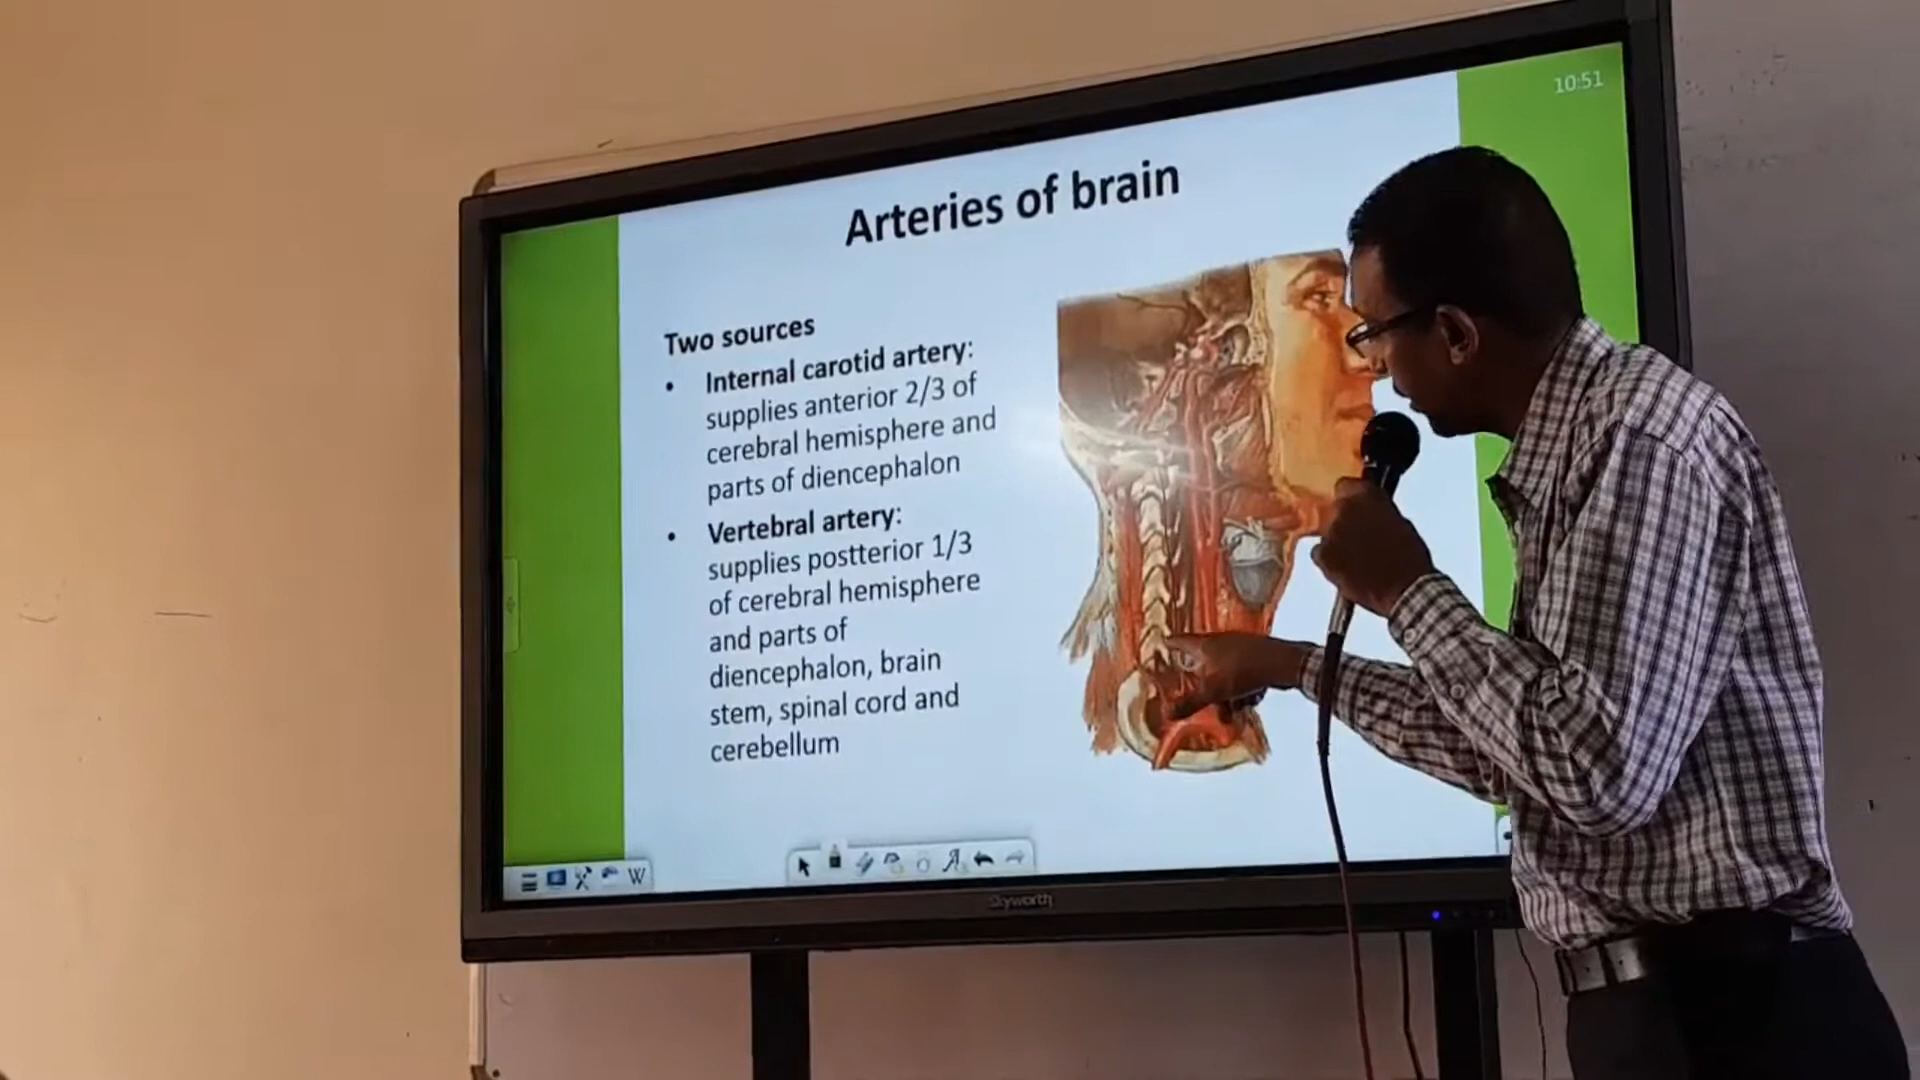 10:51
Arteries of brain
Two sources
• Internal carotid artery:
supplies anterior 2/3 of
cerebral hemisphere and
parts of diencephalon
• Vertebral artery:
supplies postterior 1/3
of cerebral hemisphere
and parts of
diencephalon, brain
stem, spinal cord and
cerebellum
W
Skyworth